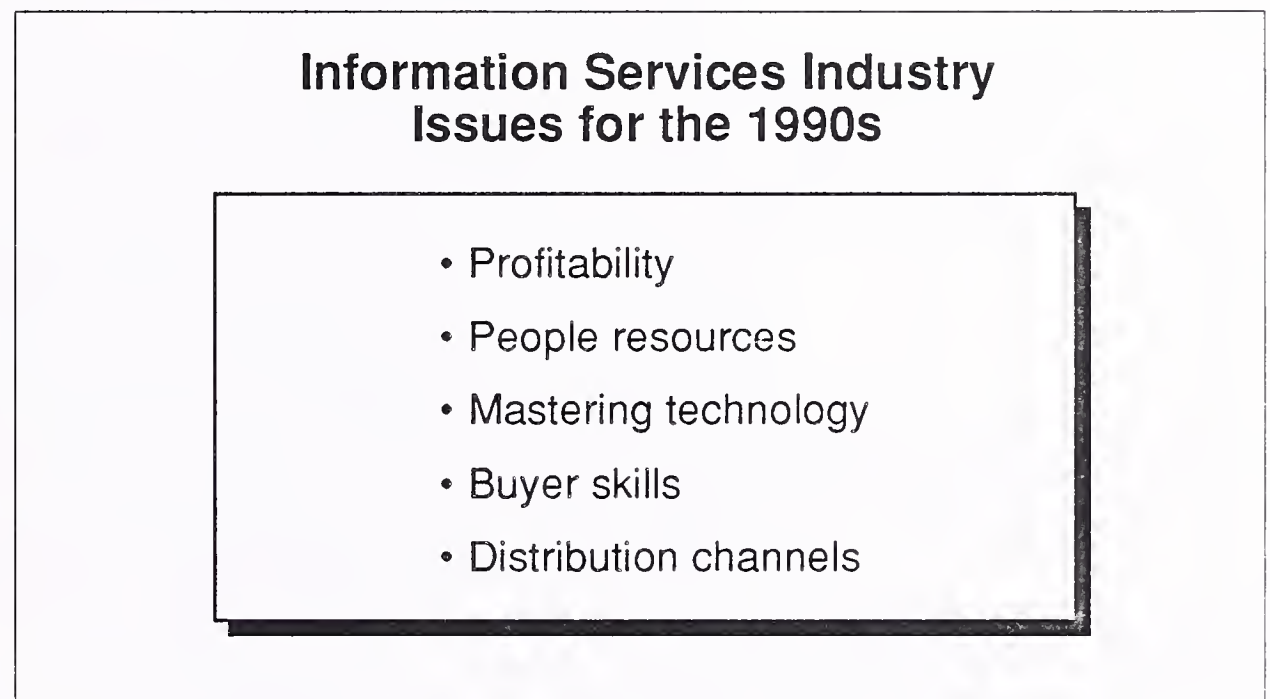 Information Services Industry
Issues for the 1990s
• Profitability
• People resources
• Mastering technology
• Buyer skills
• Distribution channels